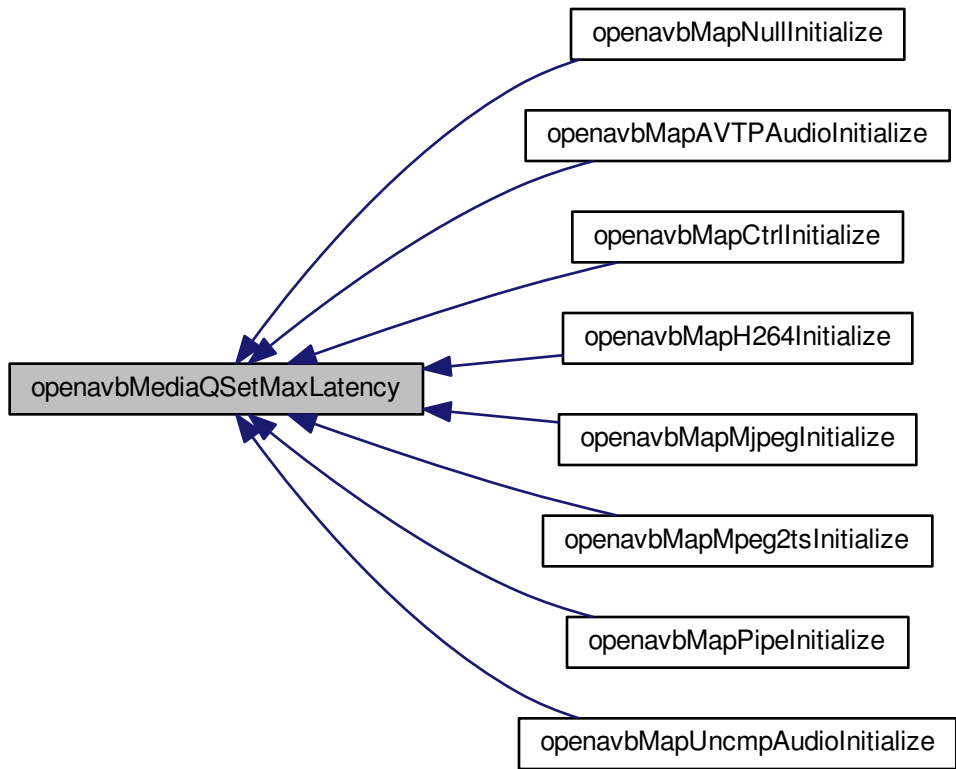 openavbMapNullInitialize
openavbMapAVTPAudioInitialize
openavbMapCtrlInitialize
openavbMapH264Initialize
openavbMediaQSetMaxLatency
openavbMapMjpegInitialize
openavbMapMpeg2tsInitialize
openavbMapPipeInitialize
openavbMapUncmpAudioInitialize